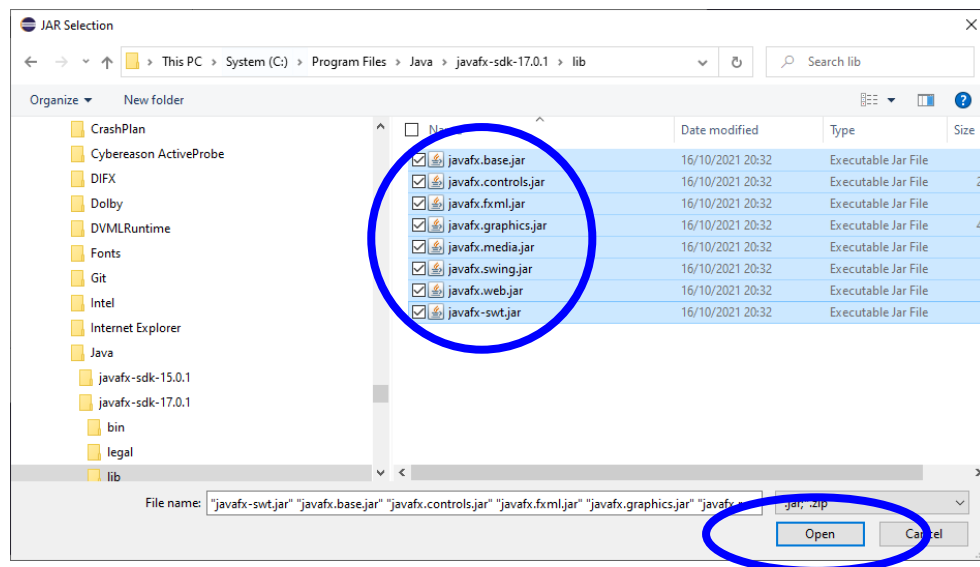 JAR Selection
This PC > System (C:) > Program Files > Java > javafx-sdk-17.0.1 > lib
Search lib
Organize New folder
Date modified Type Size
CrashPlan
Cybereason ActiveProbe
DIFX
Dolby
DVMLRuntime
Fonts
Git
Intel
Internet Explorer
Java
javafx-sdk-15.0.1
javafx-sdk-17.0.1
bin
legal
lib
javafx.base.jar 16/10/2021 20:32 Executable Jar File
javafx.controls.jar 16/10/2021 20:32 Executable Jar File 2
javafx.fxml.jar 16/10/2021 20:32 Executable Jar File
javafx.graphics.jar 16/10/2021 20:32 Executable Jar File 4
javafx.media.jar 16/10/2021 20:32 Executable Jar File
javafx.swing.jar 16/10/2021 20:32 Executable Jar File
javafx.web.jar 16/10/2021 20:32 Executable Jar File
javafx-swt.jar 16/10/2021 20:32 Executable Jar File
File name: "javafx-swt.jar" "javafx.base.jar" "javafx.controls.jar" "javafx.fxml.jar" "javafx.graphics.jar"
Open Cancel